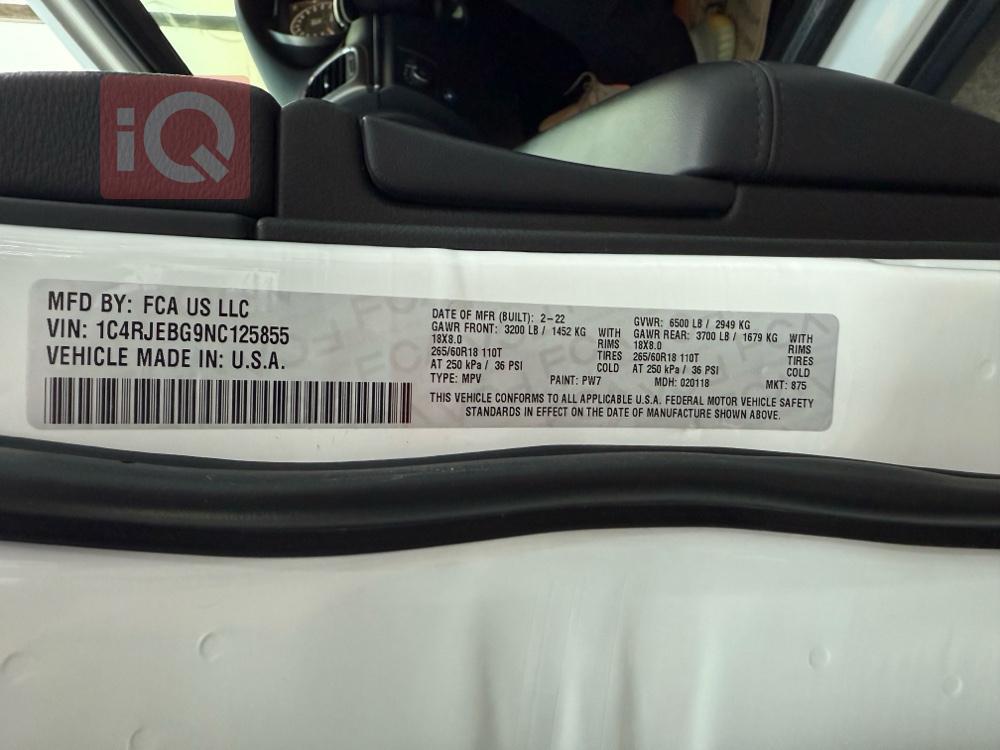 iQ
MFD BY: FCA US LLC
VIN: 1C4RJEBG9NC125855
VEHICLE MADE IN: U.S.A.
DATE OF MFR (BUILT): 2-22
GAWR FRONT: 3200 LB / 1452 KG WITH
18X8.0 RIMS
265/60R18 110T TIRES
AT 250 kPa / 36 PSI COLD
TYPE: MPV PAINT: PW7
GVWR: 6500 LB / 2949 KG
GAWR REAR: 3700 LB / 1679 KG WITH
18X8.0 RIMS
265/60R18 110T TIRES
AT 250 kPa / 36 PSI COLD
MDH: 020118 MKT: 875
THIS VEHICLE CONFORMS TO ALL APPLICABLE U.S.A. FEDERAL MOTOR VEHICLE SAFETY
STANDARDS IN EFFECT ON THE DATE OF MANUFACTURE SHOWN ABOVE.